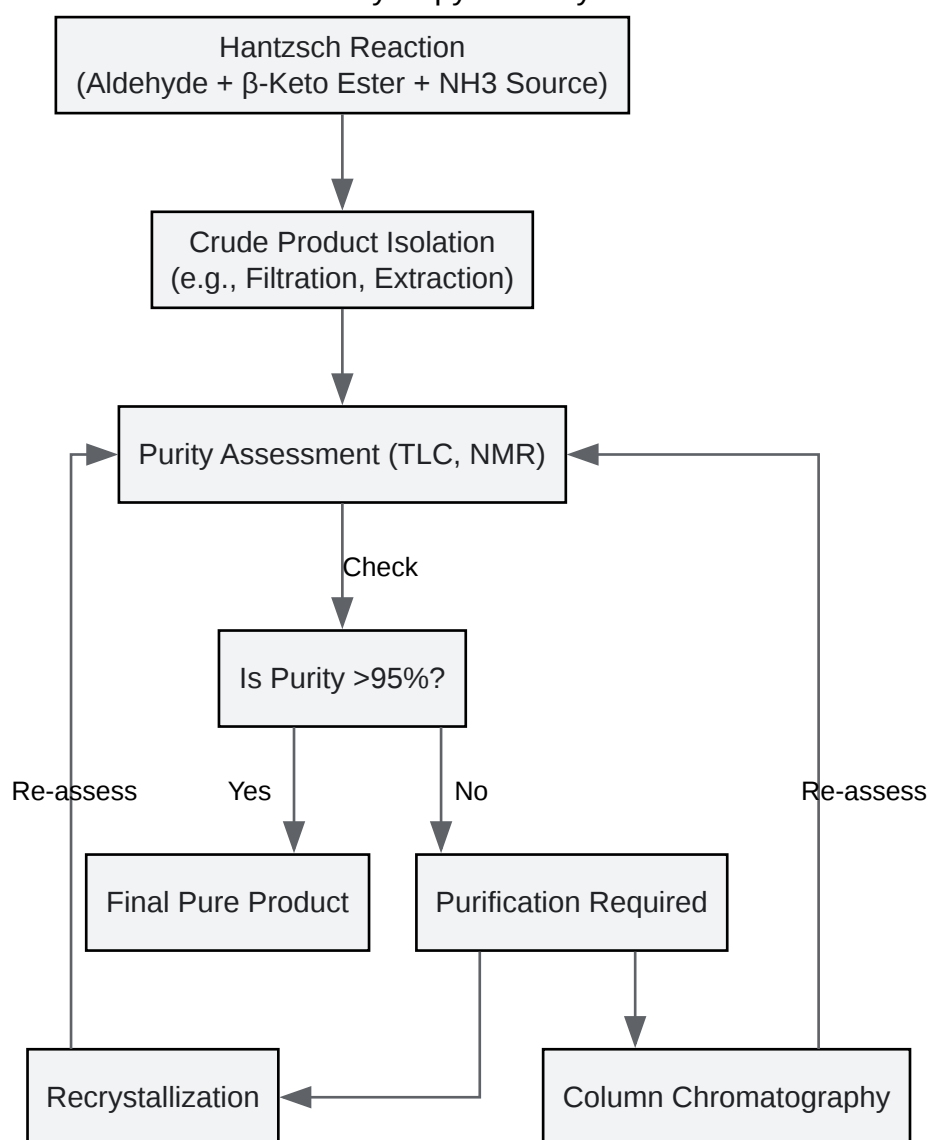 Hantzsch Reaction
(Aldehyde + β-Keto Ester + NH3 Source)
Crude Product Isolation
(e.g., Filtration, Extraction)
Purity Assessment (TLC, NMR)
Check
Is Purity >95%?
Re-assess
Yes
No
Re-assess
Final Pure Product
Purification Required
Recrystallization
Column Chromatography